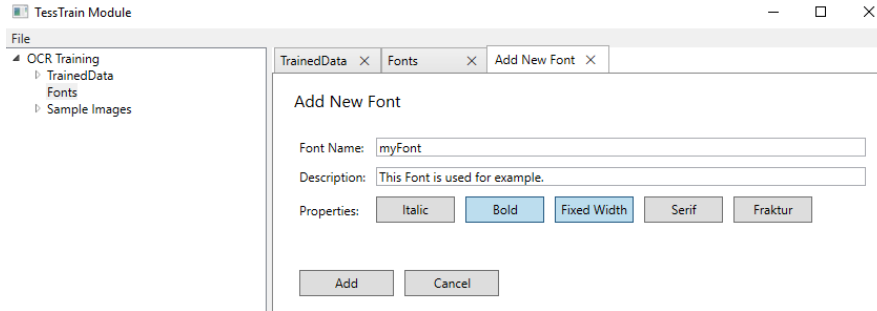 TessTrain Module
File
OCR Training
TrainedData
Fonts
Sample Images
TrainedData
Fonts
Add New Font
Add New Font
Font Name: myFont
Description: This Font is used for example.
Properties: Italic Bold Fixed Width Serif Fraktur
Add Cancel